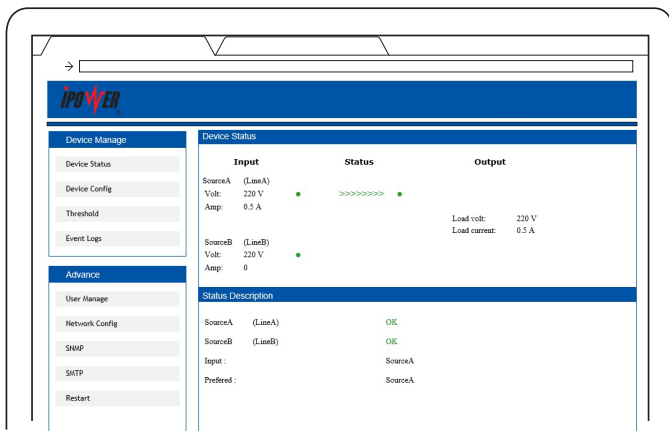 iPOWER®
Device Manage
Device Status
Device Config
Threshold
Event Logs
Advance
User Manage
Network Config
SNMP
SMTP
Restart
Device Status
Input Status Output
SourceA (LineA)
Volt: 220 V >>>>>>>>
Amp: 0.5 A
Load volt: 220 V
Load current: 0.5 A
SourceB (LineB)
Volt: 220 V
Amp: 0
Status Description
SourceA (LineA) OK
SourceB (LineB) OK
Input : SourceA
Prefered : SourceA